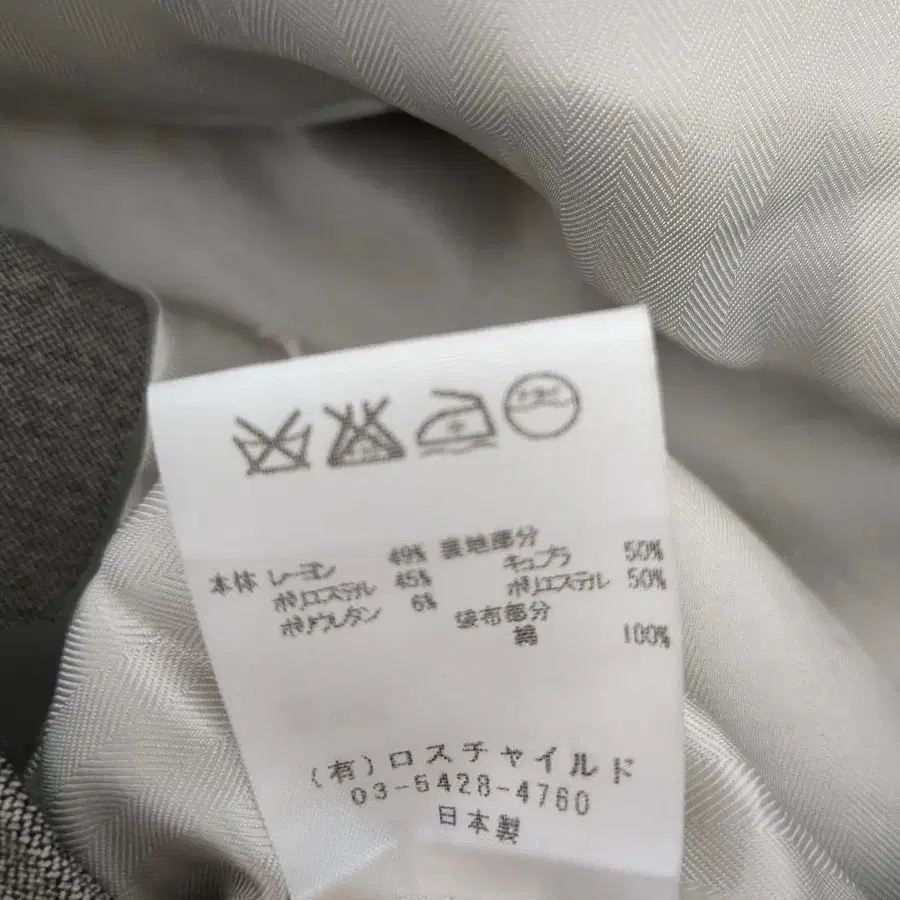 本体 レーヨン 49%
ポリエステル 45%
ポリウレタン 6%
裏地部分
キュプラ 50%
ポリエステル 50%
袋布部分
綿 100%
(有)ロスチャイルド
03-5428-4760
日本製